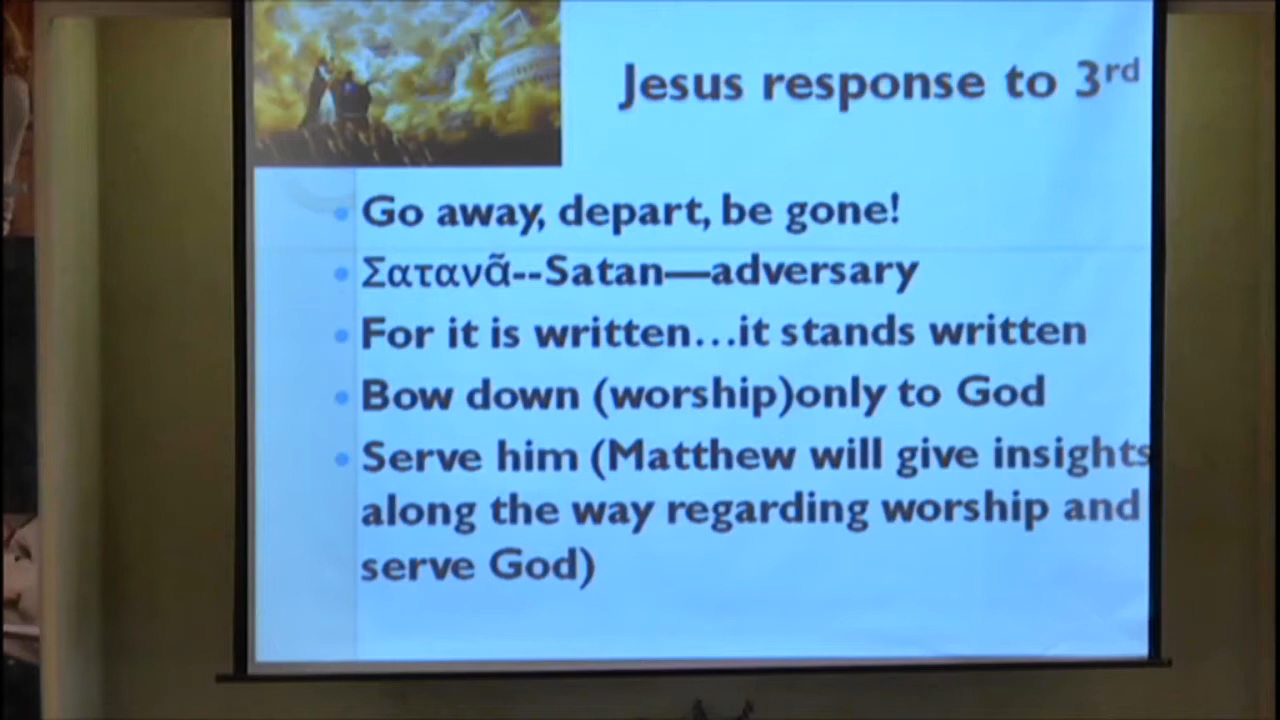 Jesus response to 3rd
Go away, depart, be gone!
Σατανᾶ--Satan—adversary
For it is written...it stands written
Bow down (worship)only to God
Serve him (Matthew will give insights
along the way regarding worship and
serve God)